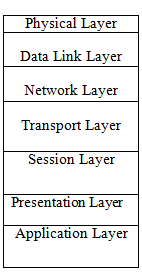 Physical Layer
Data Link Layer
Network Layer
Transport Layer
Session Layer
Presentation Layer
Application Layer